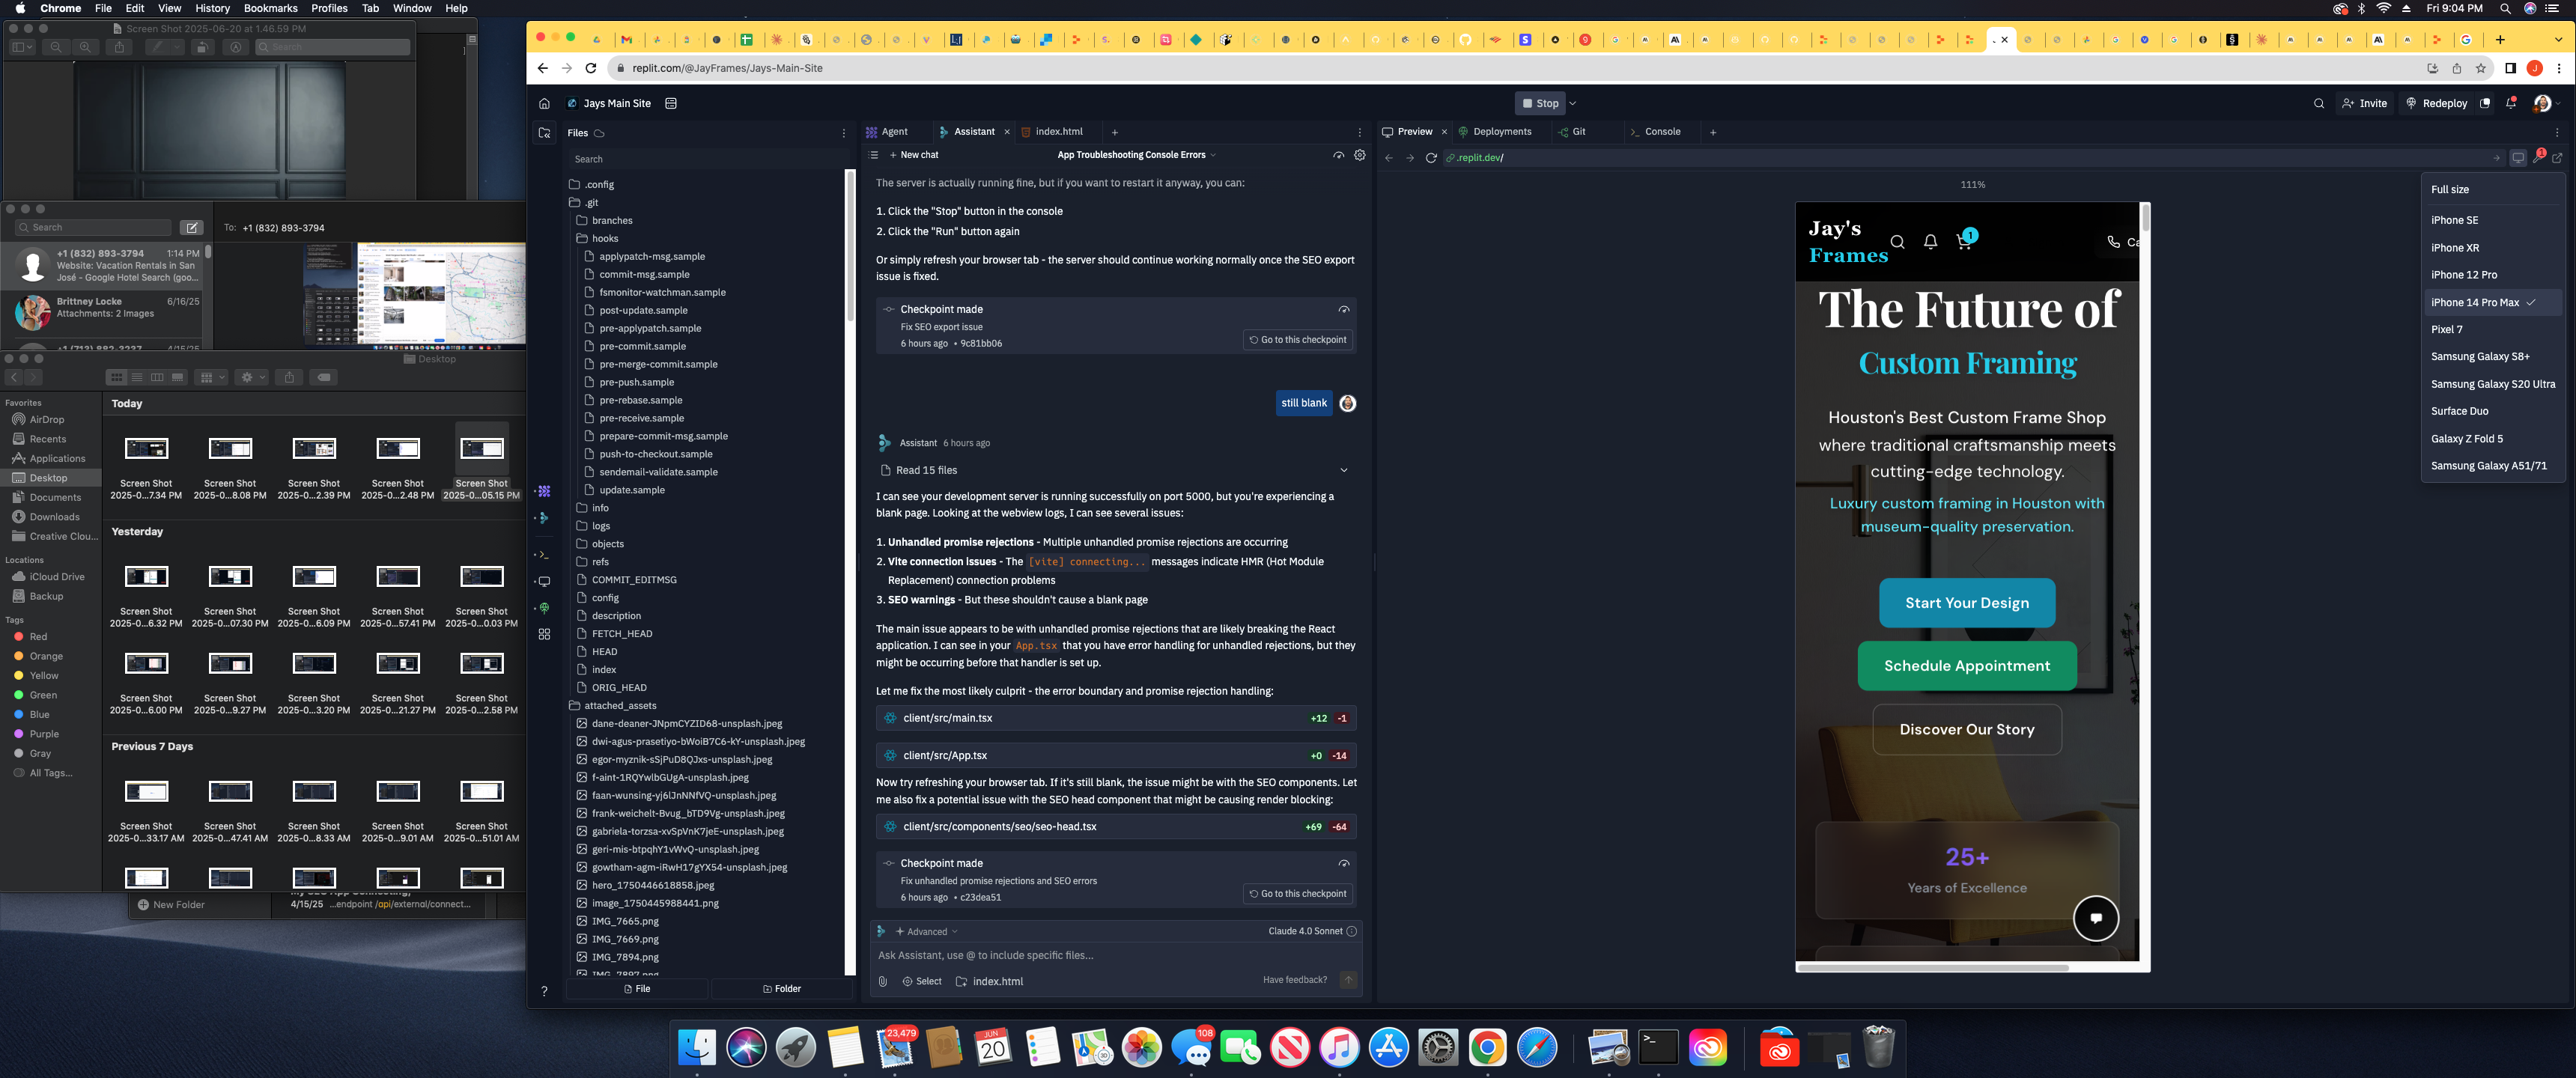 Chrome File Edit View History Bookmarks Profiles Tab Window Help
Fri 9:04 PM
Screen Shot 2025-06-20 at 1.46.59 PM
Search
Search
To: +1 (832) 893-3794
+1 (832) 893-3794 1:14 PM
Website: Vacation Rentals in San
José - Google Hotel Search (goo...
Brittney Locke 6/16/25
Attachments: 2 Images
+1 (713) 882-3237 4/15/25
Desktop
Favorites
AirDrop
Recents
Applications
Desktop
Documents
Downloads
Creative Clou...
Locations
iCloud Drive
Backup
Tags
Red
Orange
Yellow
Green
Blue
Purple
Gray
All Tags...
Today
Screen Shot Screen Shot Screen Shot Screen Shot Screen Shot
2025-0...7.34 PM 2025-0...8.08 PM 2025-0...2.39 PM 2025-0...2.48 PM 2025-0...05.15 PM
Yesterday
Screen Shot Screen Shot Screen Shot Screen Shot Screen Shot
2025-0...6.32 PM 2025-0...07.30 PM 2025-0...6.09 PM 2025-0...57.41 PM 2025-0...0.03 PM
Screen Shot Screen Shot Screen Shot Screen Shot Screen Shot
2025-0...6.00 PM 2025-0...9.27 PM 2025-0...3.20 PM 2025-0...21.27 PM 2025-0...2.58 PM
Previous 7 Days
Screen Shot Screen Shot Screen Shot Screen Shot Screen Shot
2025-0...33.17 AM 2025-0...47.41 AM 2025-0...8.33 AM 2025-0...9.01 AM 2025-0...51.01 AM
New Folder
4/15/25 ...endpoint /api/external/connect...
replit.com/@JayFrames/Jays-Main-Site
Jays Main Site
Stop
Invite
Redeploy
Files
Search
.config
.git
branches
hooks
applypatch-msg.sample
commit-msg.sample
fsmonitor-watchman.sample
post-update.sample
pre-applypatch.sample
pre-commit.sample
pre-merge-commit.sample
pre-push.sample
pre-rebase.sample
pre-receive.sample
prepare-commit-msg.sample
push-to-checkout.sample
sendemail-validate.sample
update.sample
info
logs
objects
refs
COMMIT_EDITMSG
config
description
FETCH_HEAD
HEAD
index
ORIG_HEAD
attached_assets
dane-deaner-JNpmCYZID68-unsplash.jpeg
dwi-agus-prasetiyo-bWoiB7C6-kY-unsplash.jpeg
egor-myznik-sSjPuD8QJxs-unsplash.jpeg
f-aint-1RQYwlbGUgA-unsplash.jpeg
faan-wunsing-yj6lJnNNfVQ-unsplash.jpeg
frank-weichelt-Bvug_bTD9Vg-unsplash.jpeg
gabriela-torzsa-xvSpVnK7jeE-unsplash.jpeg
geri-mis-btpqhY1vWvQ-unsplash.jpeg
gowtham-agm-iRwH17gYX54-unsplash.jpeg
hero_1750446618858.jpeg
image_1750445988441.png
IMG_7665.png
IMG_7669.png
IMG_7894.png
IMG_7897.png
File
Folder
Agent
Assistant
index.html
New chat
App Troubleshooting Console Errors
The server is actually running fine, but if you want to restart it anyway, you can:
1. Click the "Stop" button in the console
2. Click the "Run" button again
Or simply refresh your browser tab - the server should continue working normally once the SEO export
issue is fixed.
Checkpoint made
Fix SEO export issue
6 hours ago • 9c81bb06
Go to this checkpoint
still blank
Assistant 6 hours ago
Read 15 files
I can see your development server is running successfully on port 5000, but you're experiencing a
blank page. Looking at the webview logs, I can see several issues:
1. Unhandled promise rejections - Multiple unhandled promise rejections are occurring
2. Vite connection issues - The [vite] connecting... messages indicate HMR (Hot Module
Replacement) connection problems
3. SEO warnings - But these shouldn't cause a blank page
The main issue appears to be with unhandled promise rejections that are likely breaking the React
application. I can see in your App.tsx that you have error handling for unhandled rejections, but they
might be occurring before that handler is set up.
Let me fix the most likely culprit - the error boundary and promise rejection handling:
client/src/main.tsx +12 -1
client/src/App.tsx +0 -14
Now try refreshing your browser tab. If it's still blank, the issue might be with the SEO components. Let
me also fix a potential issue with the SEO head component that might be causing render blocking:
client/src/components/seo/seo-head.tsx +69 -64
Checkpoint made
Fix unhandled promise rejections and SEO errors
6 hours ago • c23dea51
Go to this checkpoint
Advanced
Claude 4.0 Sonnet
Ask Assistant, use @ to include specific files...
Select
index.html
Have feedback?
Preview
Deployments
Git
Console
.replit.dev/
1
111%
Jay's
Frames
1
Ca
The Future of
Custom Framing
Houston's Best Custom Frame Shop
where traditional craftsmanship meets
cutting-edge technology.
Luxury custom framing in Houston with
museum-quality preservation.
Start Your Design
Schedule Appointment
Discover Our Story
25+
Years of Excellence
Full size
iPhone SE
iPhone XR
iPhone 12 Pro
iPhone 14 Pro Max
Pixel 7
Samsung Galaxy S8+
Samsung Galaxy S20 Ultra
Surface Duo
Galaxy Z Fold 5
Samsung Galaxy A51/71
23,479
JUN
20
108